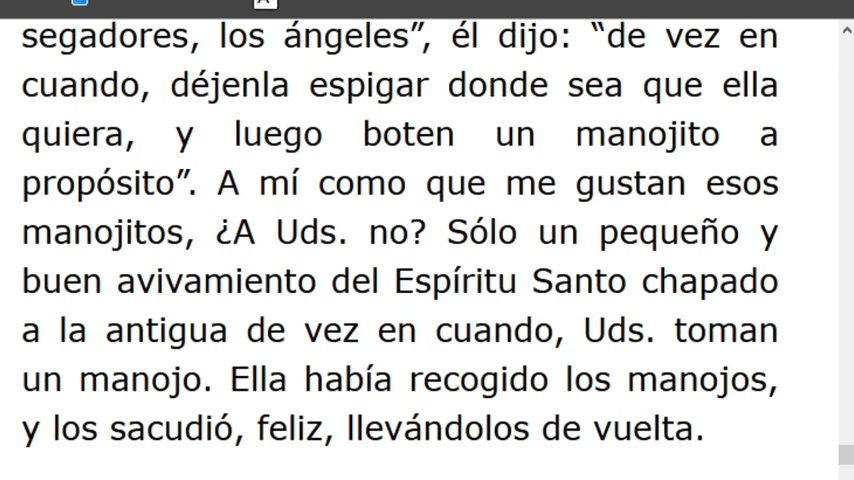 segadores, los ángeles”, él dijo: “de vez en
cuando, déjenla espigar donde sea que ella
quiera, y luego boten un manojito a
propósito”. A mí como que me gustan esos
manojitos, ¿A Uds. no? Sólo un pequeño y
buen avivamiento del Espíritu Santo chapado
a la antigua de vez en cuando, Uds. toman
un manojo. Ella había recogido los manojos,
y los sacudió, feliz, llevándolos de vuelta.